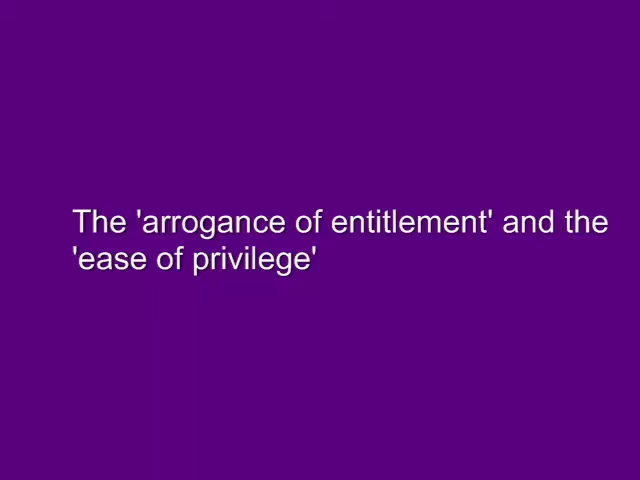 The 'arrogance of entitlement' and the
'ease of privilege'